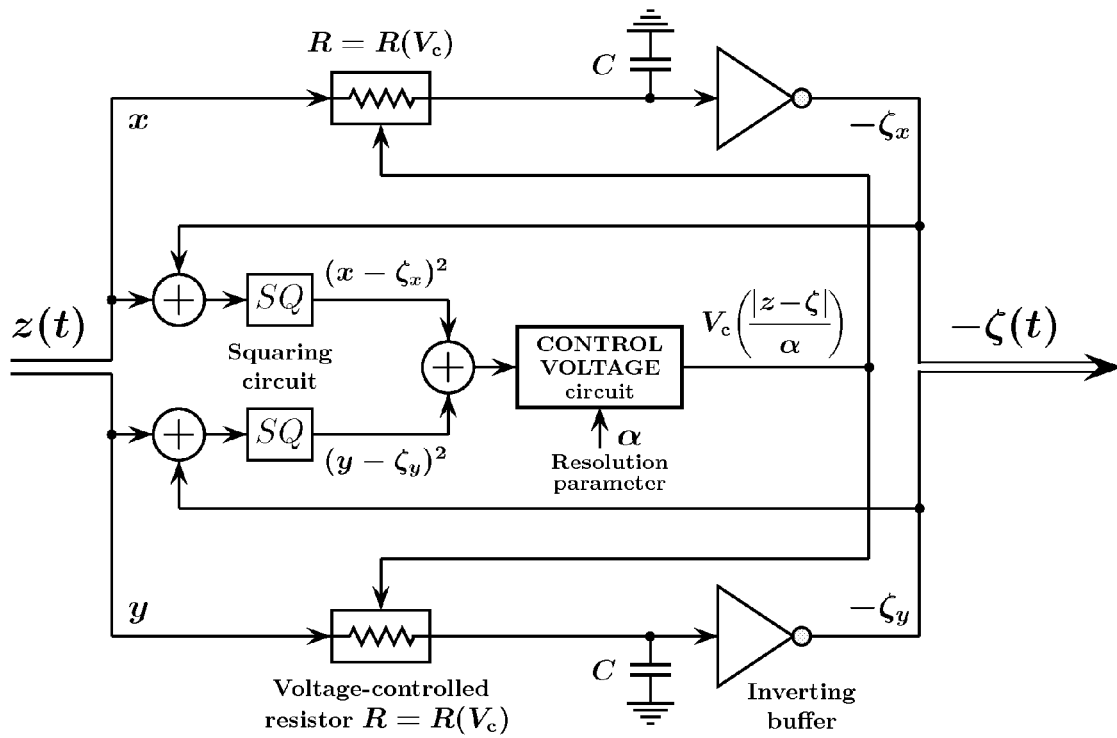 R = R(V_c)
C
x
−ζ_x
(x − ζ_x)^2
SQ
z(t)
Squaring
circuit
CONTROL
VOLTAGE
circuit
V_c(|z − ζ|/α)
−ζ(t)
SQ
(y − ζ_y)^2
α
Resolution
parameter
y
−ζ_y
C
Voltage-controlled
resistor R = R(V_c)
Inverting
buffer